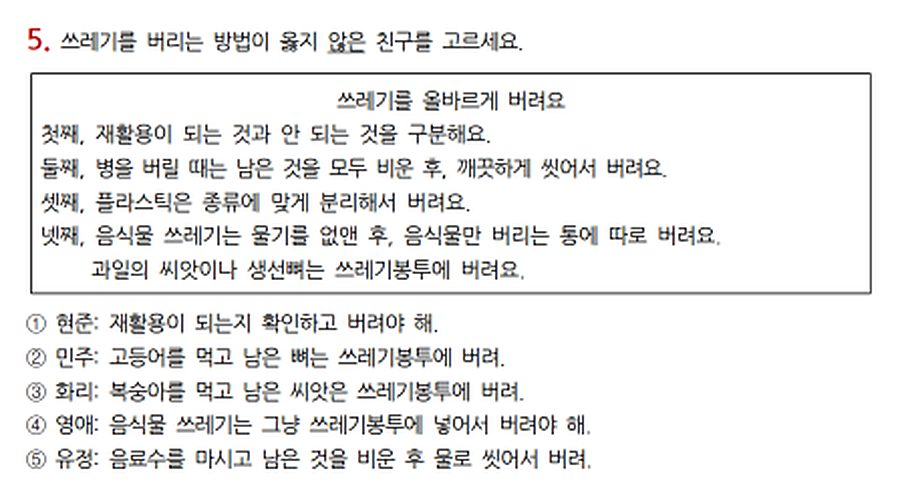 5. 쓰레기를 버리는 방법이 옳지 않은 친구를 고르세요.
쓰레기를 올바르게 버려요
첫째, 재활용이 되는 것과 안 되는 것을 구분해요.
둘째, 병을 버릴 때는 남은 것을 모두 비운 후, 깨끗하게 씻어서 버려요.
셋째, 플라스틱은 종류에 맞게 분리해서 버려요.
넷째, 음식물 쓰레기는 물기를 없앤 후, 음식물만 버리는 통에 따로 버려요.
과일의 씨앗이나 생선뼈는 쓰레기봉투에 버려요.
① 현준: 재활용이 되는지 확인하고 버려야 해.
② 민주: 고등어를 먹고 남은 뼈는 쓰레기봉투에 버려.
③ 화리: 복숭아를 먹고 남은 씨앗은 쓰레기봉투에 버려.
④ 영애: 음식물 쓰레기는 그냥 쓰레기봉투에 넣어서 버려야 해.
⑤ 유정: 음료수를 마시고 남은 것을 비운 후 물로 씻어서 버려.